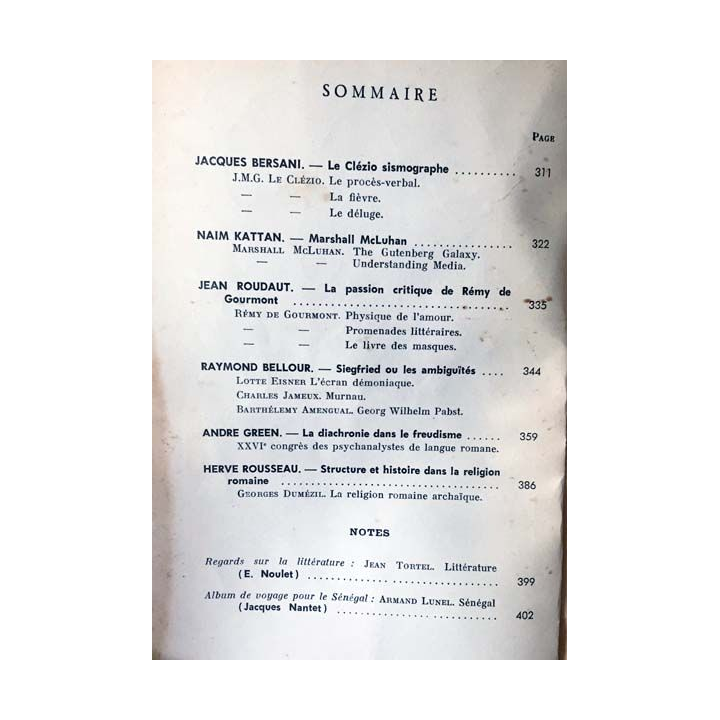 SOMMAIRE
PAGE
JACQUES BERSANI. — Le Clézio sismographe .......... 311
J.M.G. LE CLÉZIO. Le procès-verbal.
— — La fièvre.
— — Le déluge.
NAIM KATTAN. — Marshall McLuhan ................ 322
MARSHALL MCLUHAN. The Gutenberg Galaxy.
— — Understanding Media.
JEAN ROUDAUT. — La passion critique de Rémy de
Gourmont .................................... 335
RÉMY DE GOURMONT. Physique de l'amour.
— — Promenades littéraires.
— — Le livre des masques.
RAYMOND BELLOUR. — Siegfried ou les ambiguïtés .... 344
LOTTE EISNER L'écran démoniaque.
CHARLES JAMEUX. Murnau.
BARTHÉLEMY AMENGUAL. Georg Wilhelm Pabst.
ANDRE GREEN. — La diachronie dans le freudisme ...... 359
XXVIe congrès des psychanalystes de langue romane.
HERVE ROUSSEAU. — Structure et histoire dans la religion
romaine ........................................ 386
GEORGES DUMÉZIL. La religion romaine archaïque.
NOTES
Regards sur la littérature : JEAN TORTEL. Littérature
(E. Noulet) ................................ 399
Album de voyage pour le Sénégal : ARMAND LUNEL. Sénégal
(Jacques Nantet) ........................... 402